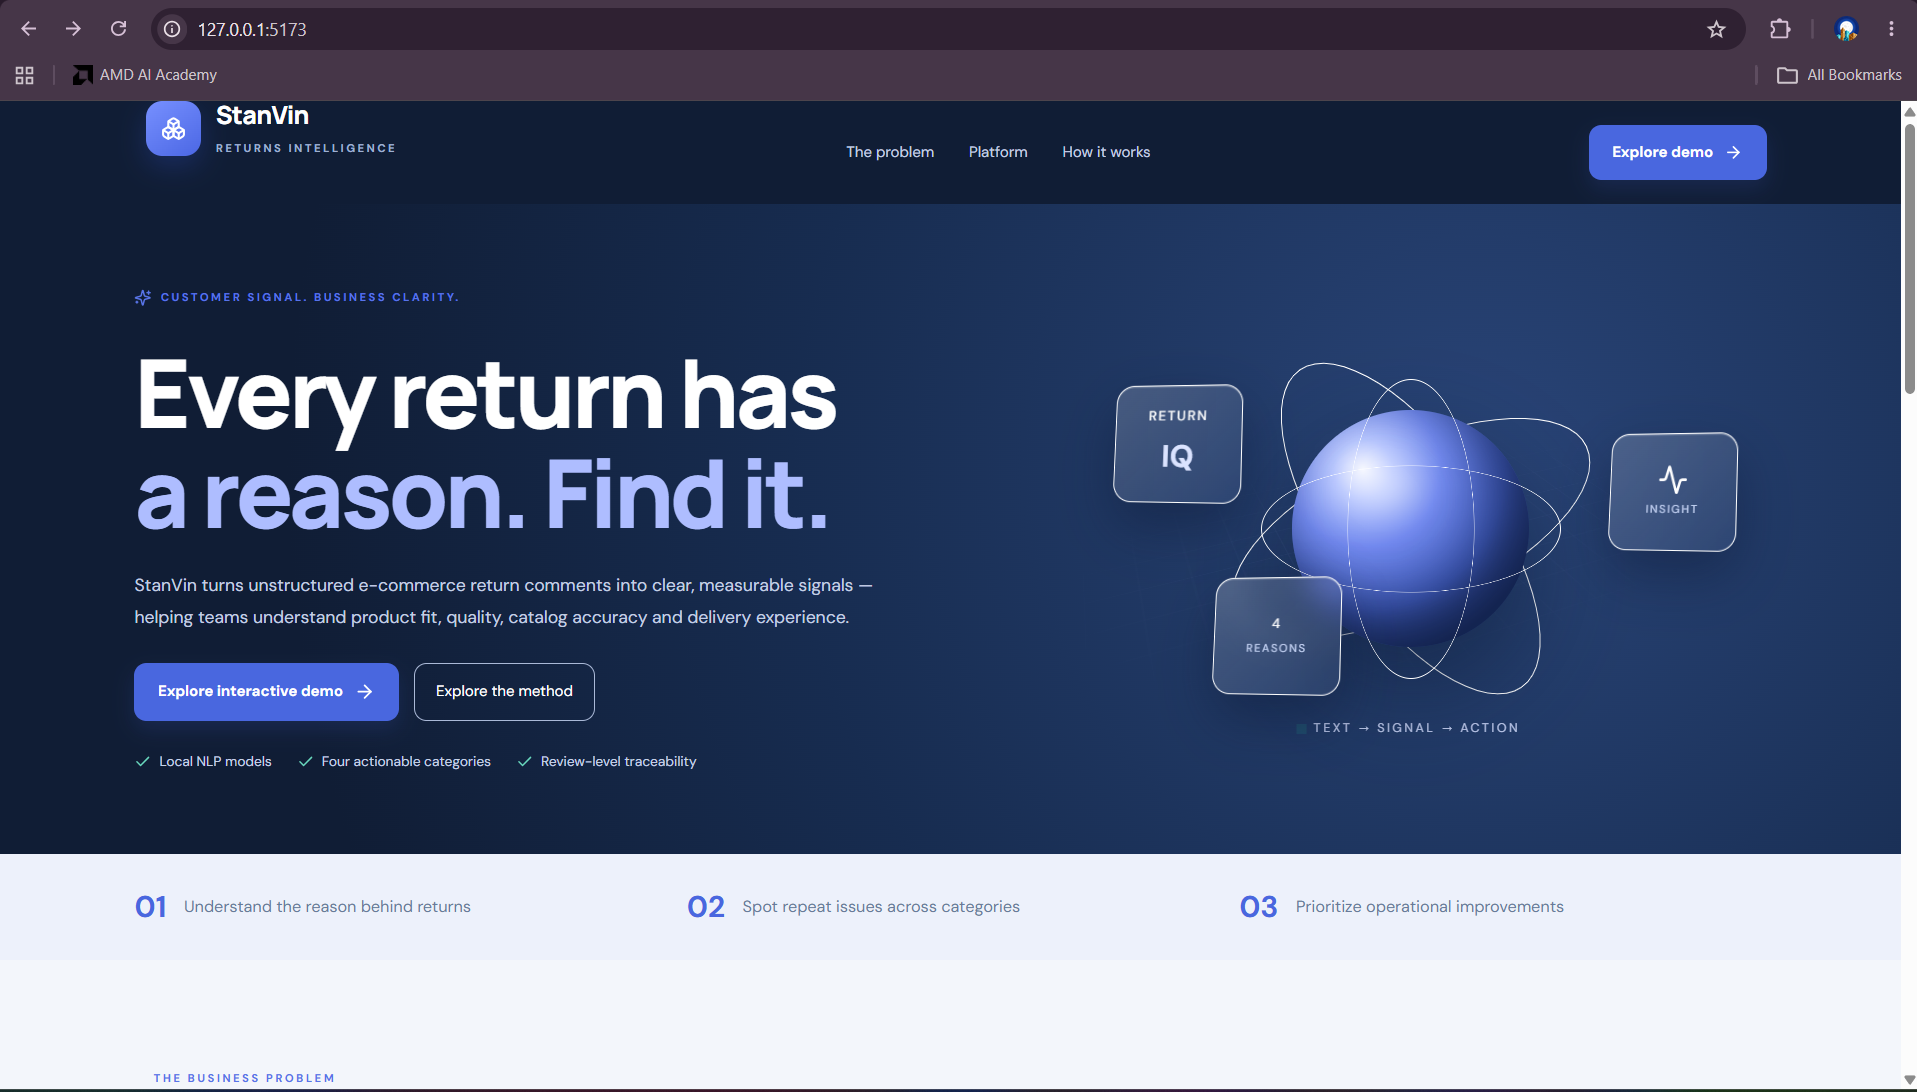 127.0.0.1:5173
AMD AI Academy
All Bookmarks
StanVin
RETURNS INTELLIGENCE
The problem
Platform
How it works
Explore demo
CUSTOMER SIGNAL. BUSINESS CLARITY.
Every return has
a reason. Find it.
StanVin turns unstructured e-commerce return comments into clear, measurable signals —
helping teams understand product fit, quality, catalog accuracy and delivery experience.
Explore interactive demo
Explore the method
Local NLP models
Four actionable categories
Review-level traceability
RETURN
IQ
INSIGHT
4
REASONS
TEXT → SIGNAL → ACTION
01 Understand the reason behind returns
02 Spot repeat issues across categories
03 Prioritize operational improvements
THE BUSINESS PROBLEM